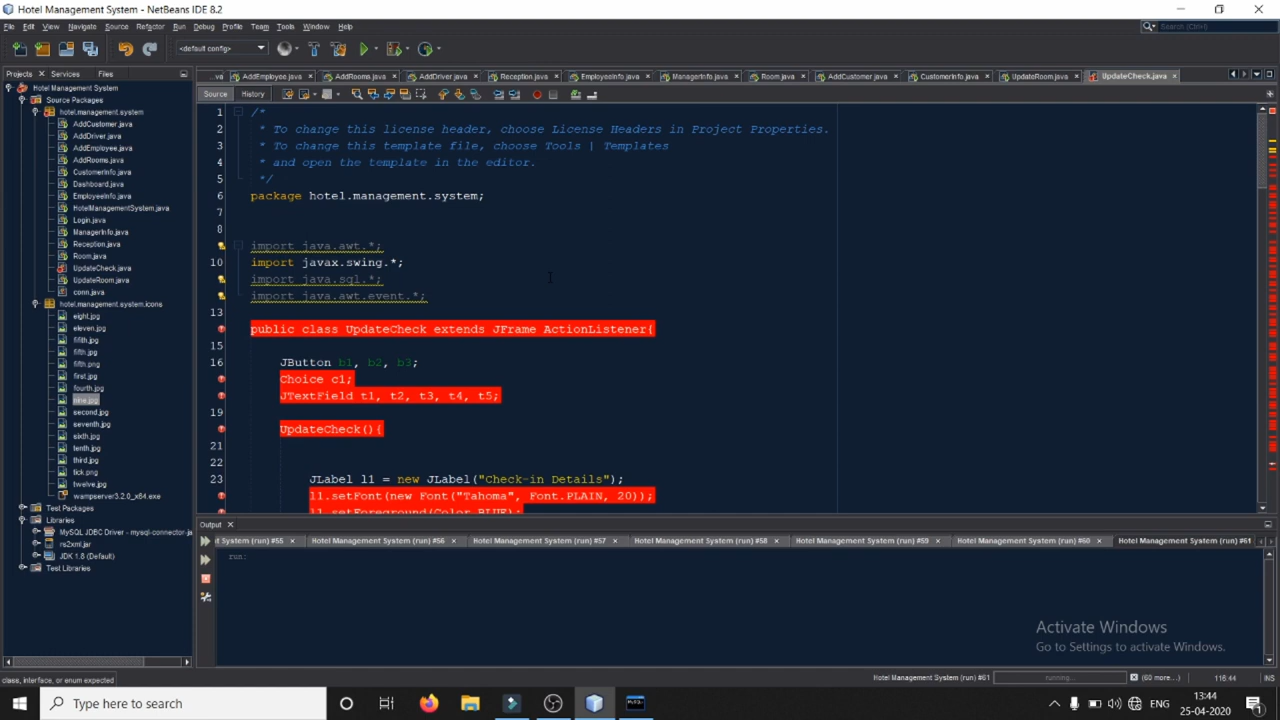 Hotel Management System - NetBeans IDE 8.2
File Edit View Navigate Source Refactor Run Debug Profile Team Tools Window Help
Search (Ctrl+I)
<default config>
Projects Services Files
...va AddEmployee.java AddRooms.java AddDriver.java Reception.java EmployeeInfo.java ManagerInfo.java Room.java AddCustomer.java CustomerInfo.java UpdateRoom.java UpdateCheck.java
Source History
Hotel Management System
Source Packages
hotel.management.system
AddCustomer.java
AddDriver.java
AddEmployee.java
AddRooms.java
CustomerInfo.java
Dashboard.java
EmployeeInfo.java
HotelManagementSystem.java
Login.java
ManagerInfo.java
Reception.java
Room.java
UpdateCheck.java
UpdateRoom.java
conn.java
hotel.management.system.icons
eight.jpg
eleven.jpg
fifith.jpg
fifth.jpg
fifth.png
first.jpg
fourth.jpg
nine.jpg
second.jpg
seventh.jpg
sixth.jpg
tenth.jpg
third.jpg
tick.png
twelve.jpg
wampserver3.2.0_x64.exe
Test Packages
Libraries
MySQL JDBC Driver - mysql-connector-ja
rs2xml.jar
JDK 1.8 (Default)
Test Libraries
1 /*
2 * To change this license header, choose License Headers in Project Properties.
3 * To change this template file, choose Tools | Templates
4 * and open the template in the editor.
5 */
6 package hotel.management.system;
7
8
import java.awt.*;
10 import javax.swing.*;
import java.sql.*;
import java.awt.event.*;
13
public class UpdateCheck extends JFrame ActionListener{
15
16 JButton b1, b2, b3;
Choice c1;
JTextField t1, t2, t3, t4, t5;
19
UpdateCheck(){
21
22
23 JLabel l1 = new JLabel("Check-in Details");
l1.setFont(new Font("Tahoma", Font.PLAIN, 20));
l1.setForeground(Color.BLUE);
Output
t System (run) #55 Hotel Management System (run) #56 Hotel Management System (run) #57 Hotel Management System (run) #58 Hotel Management System (run) #59 Hotel Management System (run) #60 Hotel Management System (run) #61
run:
Activate Windows
Go to Settings to activate Windows.
class, interface, or enum expected
Hotel Management System (run) #61 running... (60 more...) 116:44 INS
Type here to search
ENG
13:44
25-04-2020
1